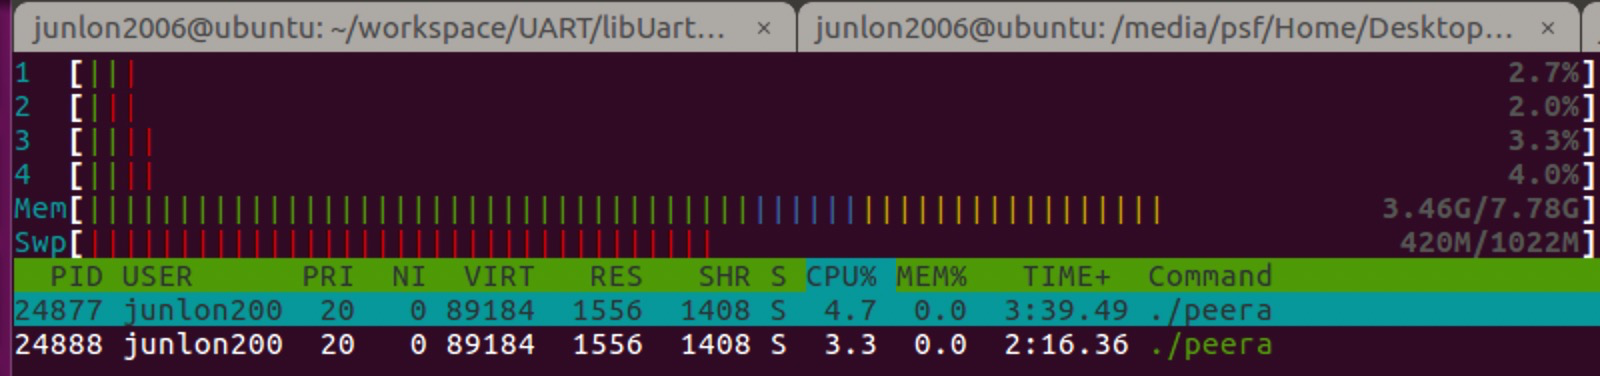 junlon2006@ubuntu: ~/workspace/UART/libUart... × junlon2006@ubuntu: /media/psf/Home/Desktop... ×
1 [||| 2.7%]
2 [||| 2.0%]
3 [|||| 3.3%]
4 [|||| 4.0%]
Mem[|||||||||||||||||||||||||||||||||||||||||||||||||||||||||||| 3.46G/7.78G]
Swp[||||||||||||||||||||||||||||||||||| 420M/1022M]
PID USER PRI NI VIRT RES SHR S CPU% MEM% TIME+ Command
24877 junlon200 20 0 89184 1556 1408 S 4.7 0.0 3:39.49 ./peera
24888 junlon200 20 0 89184 1556 1408 S 3.3 0.0 2:16.36 ./peera